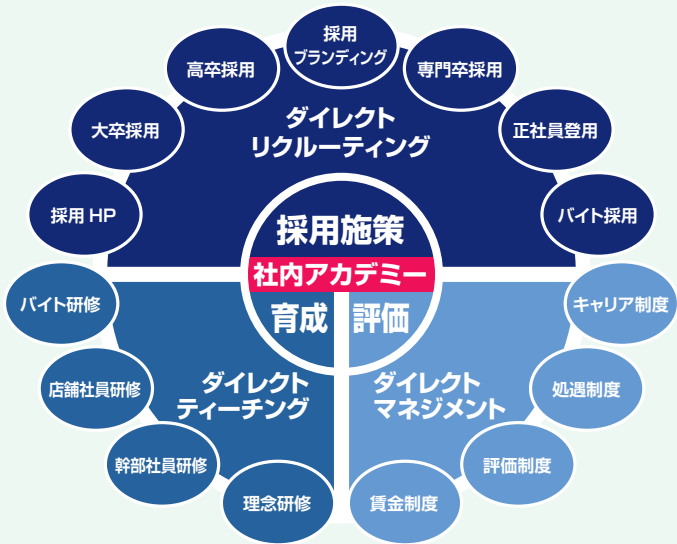 採用
ブランディング
高卒採用
専門卒採用
大卒採用
正社員登用
採用 HP
バイト採用
ダイレクト
リクルーティング
採用施策
社内アカデミー
育成
評価
バイト研修
キャリア制度
店舗社員研修
処遇制度
ダイレクト
ティーチング
ダイレクト
マネジメント
幹部社員研修
評価制度
理念研修
賃金制度